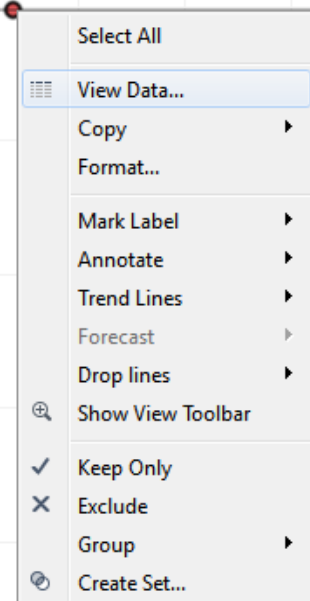 Select All
View Data...
Copy
Format...
Mark Label
Annotate
Trend Lines
Forecast
Drop lines
Show View Toolbar
Keep Only
Exclude
Group
Create Set...